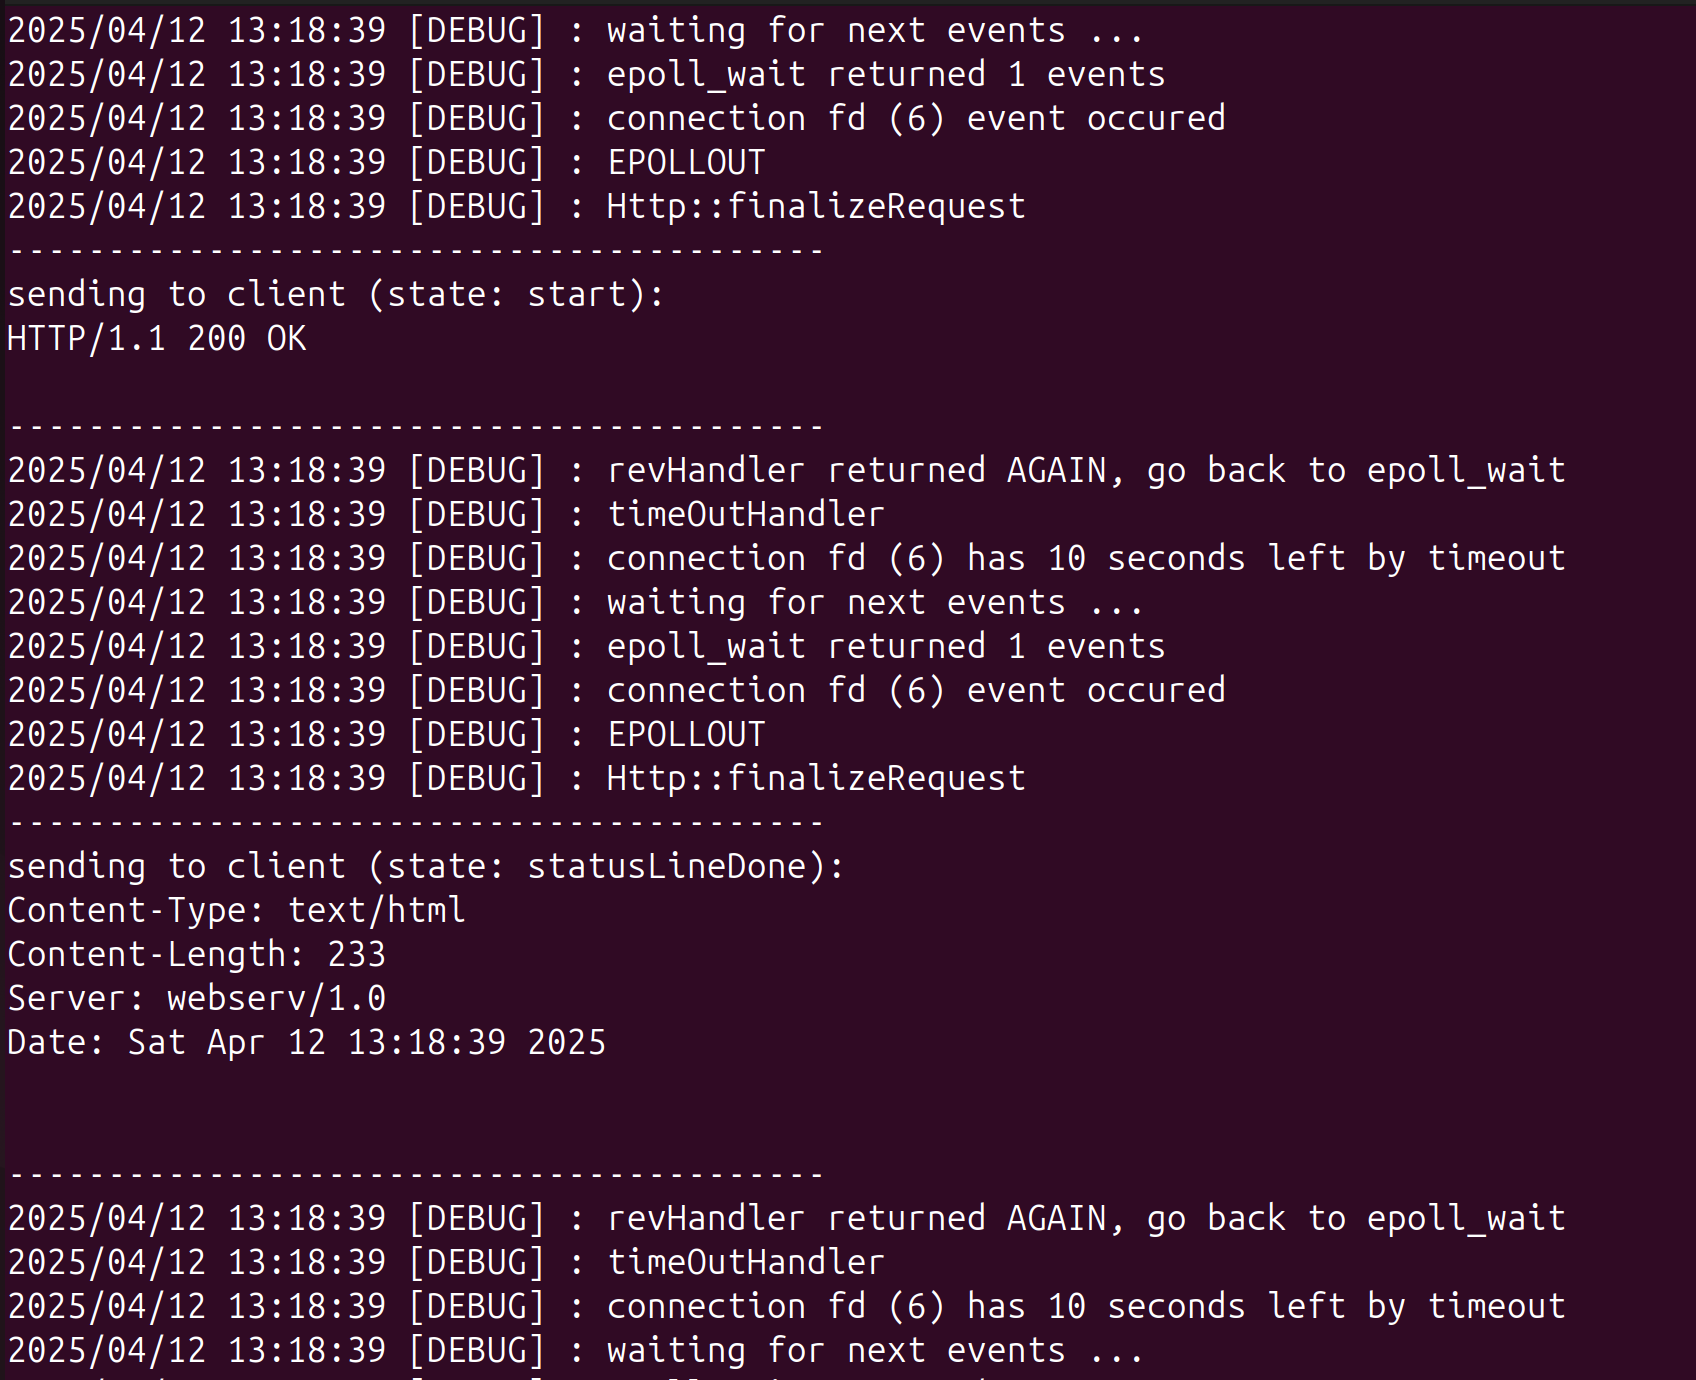 2025/04/12 13:18:39 [DEBUG] : waiting for next events ...
2025/04/12 13:18:39 [DEBUG] : epoll_wait returned 1 events
2025/04/12 13:18:39 [DEBUG] : connection fd (6) event occured
2025/04/12 13:18:39 [DEBUG] : EPOLLOUT
2025/04/12 13:18:39 [DEBUG] : Http::finalizeRequest
-----------------------------------------
sending to client (state: start):
HTTP/1.1 200 OK
-----------------------------------------
2025/04/12 13:18:39 [DEBUG] : revHandler returned AGAIN, go back to epoll_wait
2025/04/12 13:18:39 [DEBUG] : timeOutHandler
2025/04/12 13:18:39 [DEBUG] : connection fd (6) has 10 seconds left by timeout
2025/04/12 13:18:39 [DEBUG] : waiting for next events ...
2025/04/12 13:18:39 [DEBUG] : epoll_wait returned 1 events
2025/04/12 13:18:39 [DEBUG] : connection fd (6) event occured
2025/04/12 13:18:39 [DEBUG] : EPOLLOUT
2025/04/12 13:18:39 [DEBUG] : Http::finalizeRequest
-----------------------------------------
sending to client (state: statusLineDone):
Content-Type: text/html
Content-Length: 233
Server: webserv/1.0
Date: Sat Apr 12 13:18:39 2025
-----------------------------------------
2025/04/12 13:18:39 [DEBUG] : revHandler returned AGAIN, go back to epoll_wait
2025/04/12 13:18:39 [DEBUG] : timeOutHandler
2025/04/12 13:18:39 [DEBUG] : connection fd (6) has 10 seconds left by timeout
2025/04/12 13:18:39 [DEBUG] : waiting for next events ...